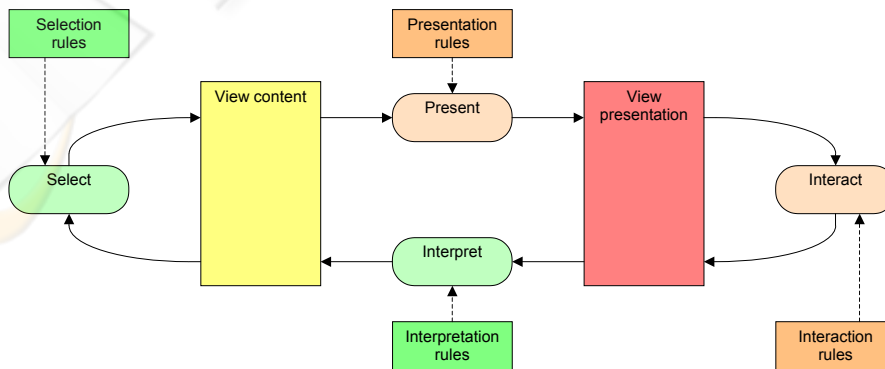 Selection
rules
Presentation
rules
View content
Present
View
presentation
Select
Interact
Interpret
Interpretation
rules
Interaction
rules